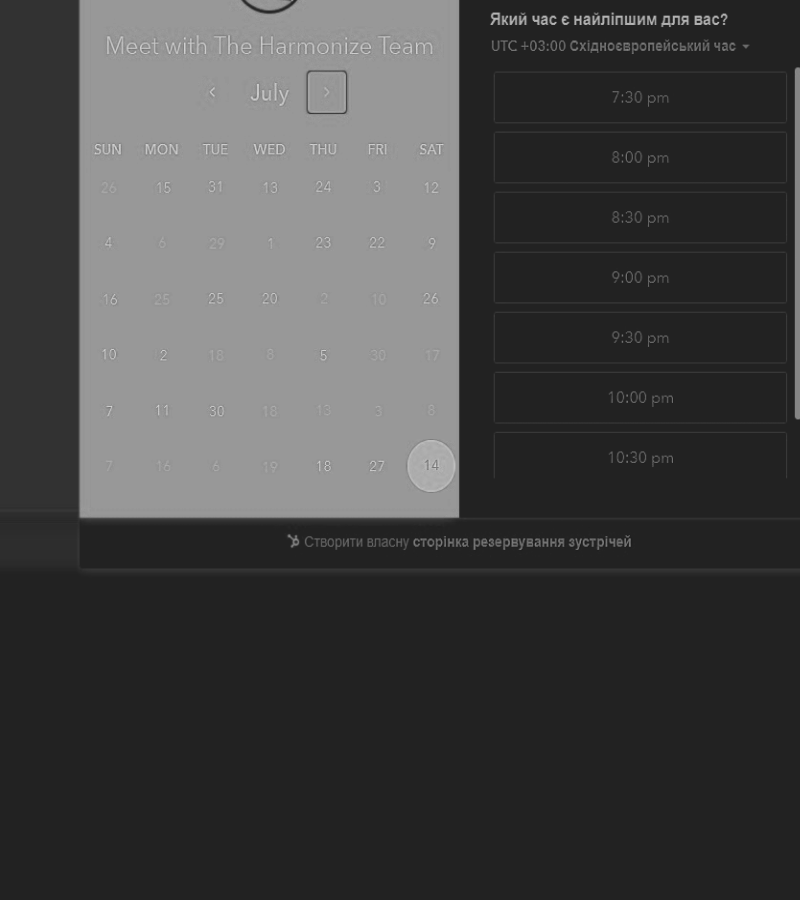 Meet with The Harmonize Team
July
SUN MON TUE WED THU FRI SAT
26 15 31 13 24 3 12
4 6 29 1 23 22 9
16 25 25 20 2 10 26
10 2 18 8 5 30 17
7 11 30 18 13 3 8
7 16 6 19 18 27 14
Який час є найліпшим для вас?
UTC +03:00 Східноєвропейський час
7:30 pm
8:00 pm
8:30 pm
9:00 pm
9:30 pm
10:00 pm
10:30 pm
Створити власну сторінка резервування зустрічей